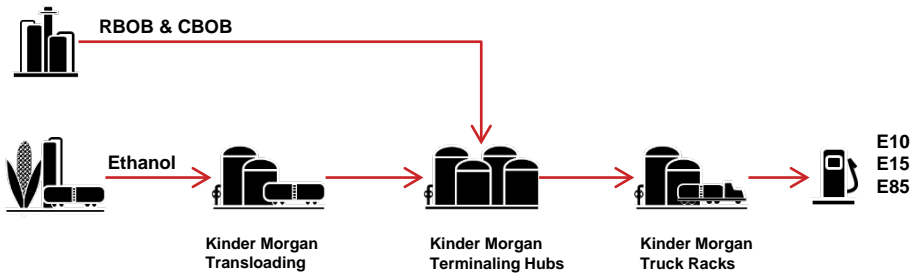 RBOB & CBOB
Ethanol
E10
E15
E85
Kinder Morgan
Transloading
Kinder Morgan
Terminaling Hubs
Kinder Morgan
Truck Racks